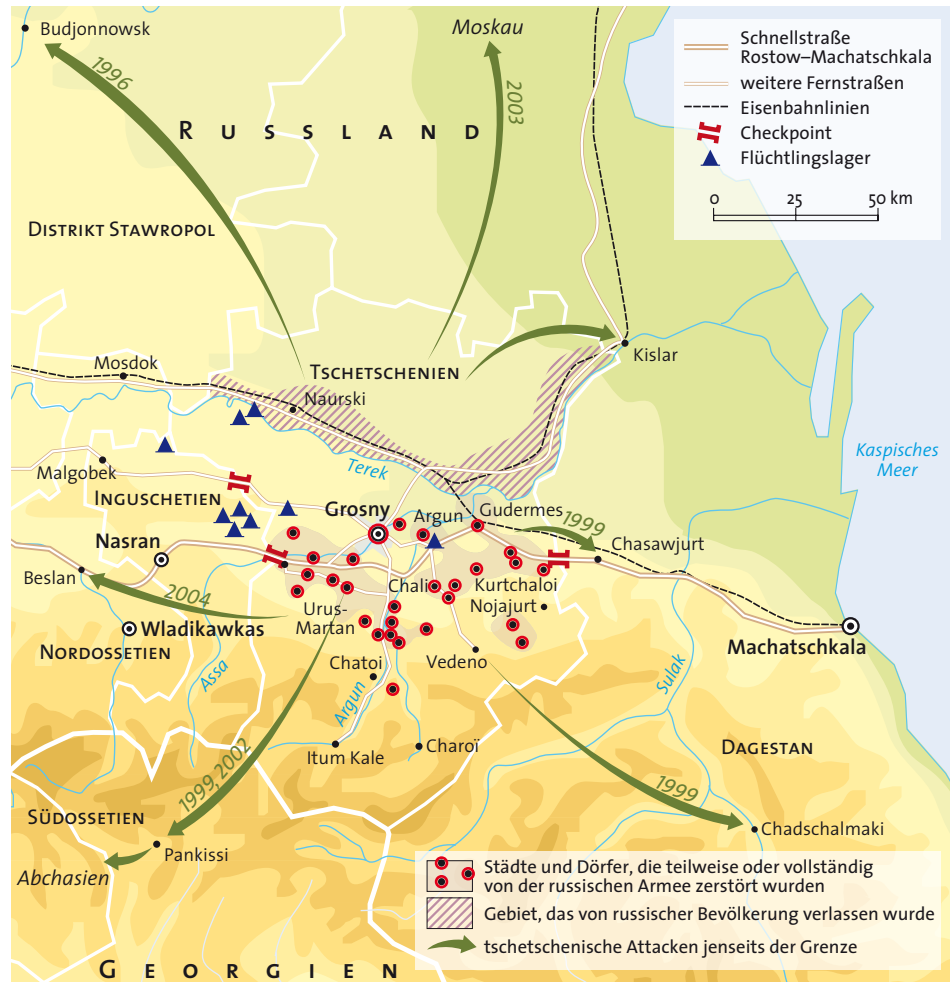 Budjonnowsk
Moskau
1996
2003
RUSSLAND
DISTRIKT STAWROPOL
Schnellstraße
Rostow–Machatschkala
weitere Fernstraßen
Eisenbahnlinien
Checkpoint
Flüchtlingslager
0 25 50 km
Mosdok
TSCHETSCHENIEN
Kislar
Naurski
Malgobek
Terek
Kaspisches
Meer
INGUSCHETIEN
Grosny
Argun
Gudermes
1999
Nasran
Chasawjurt
Beslan
2004
Chali
Kurtchaloi
Nojajurt
Urus-
Martan
Wladikawkas
NORDOSSETIEN
Machatschkala
Assa
Chatoi
Vedeno
Sulak
Argun
Itum Kale
Charoï
DAGESTAN
1999, 2002
1999
SÜDOSSETIEN
Pankissi
Abchasien
Chadschalmaki
Städte und Dörfer, die teilweise oder vollständig
von der russischen Armee zerstört wurden
Gebiet, das von russischer Bevölkerung verlassen wurde
tschetschenische Attacken jenseits der Grenze
GEORGIEN